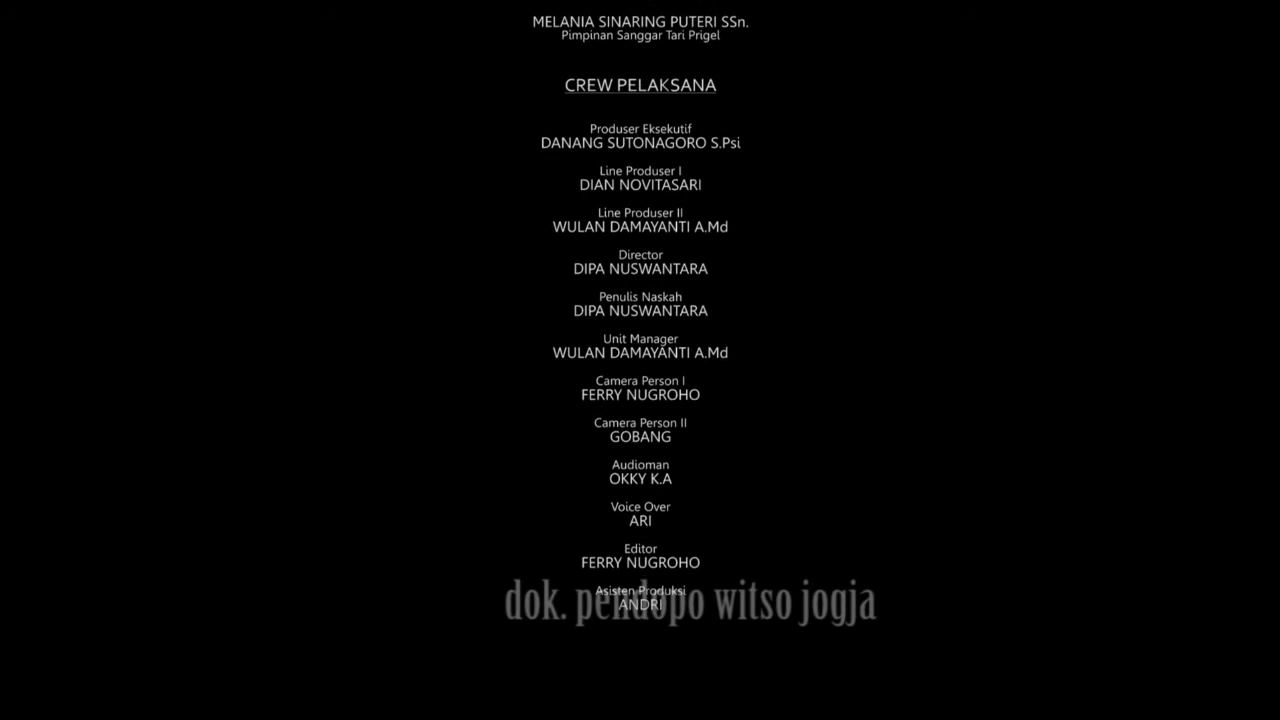 MELANIA SINARING PUTERI SSn.
Pimpinan Sanggar Tari Prigel
CREW PELAKSANA
Produser Eksekutif
DANANG SUTONAGORO S.Psi
Line Produser I
DIAN NOVITASARI
Line Produser II
WULAN DAMAYANTI A.Md
Director
DIPA NUSWANTARA
Penulis Naskah
DIPA NUSWANTARA
Unit Manager
WULAN DAMAYANTI A.Md
Camera Person I
FERRY NUGROHO
Camera Person II
GOBANG
Audioman
OKKY K.A
Voice Over
ARI
Editor
FERRY NUGROHO
Asisten Produksi
ANDRI
dok. pendopo witso jogja